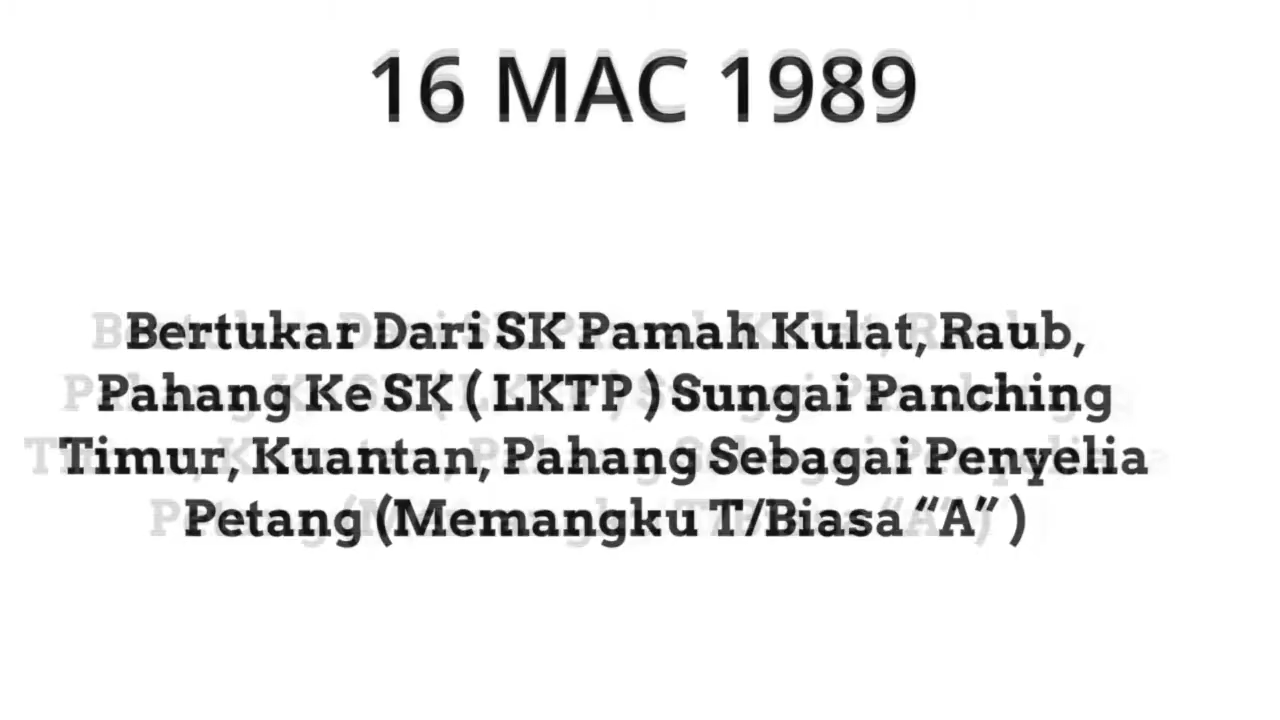 16 MAC 1989
Bertukar Dari SK Pamah Kulat, Raub,
Pahang Ke SK ( LKTP ) Sungai Panching
Timur, Kuantan, Pahang Sebagai Penyelia
Petang (Memangku T/Biasa “A” )